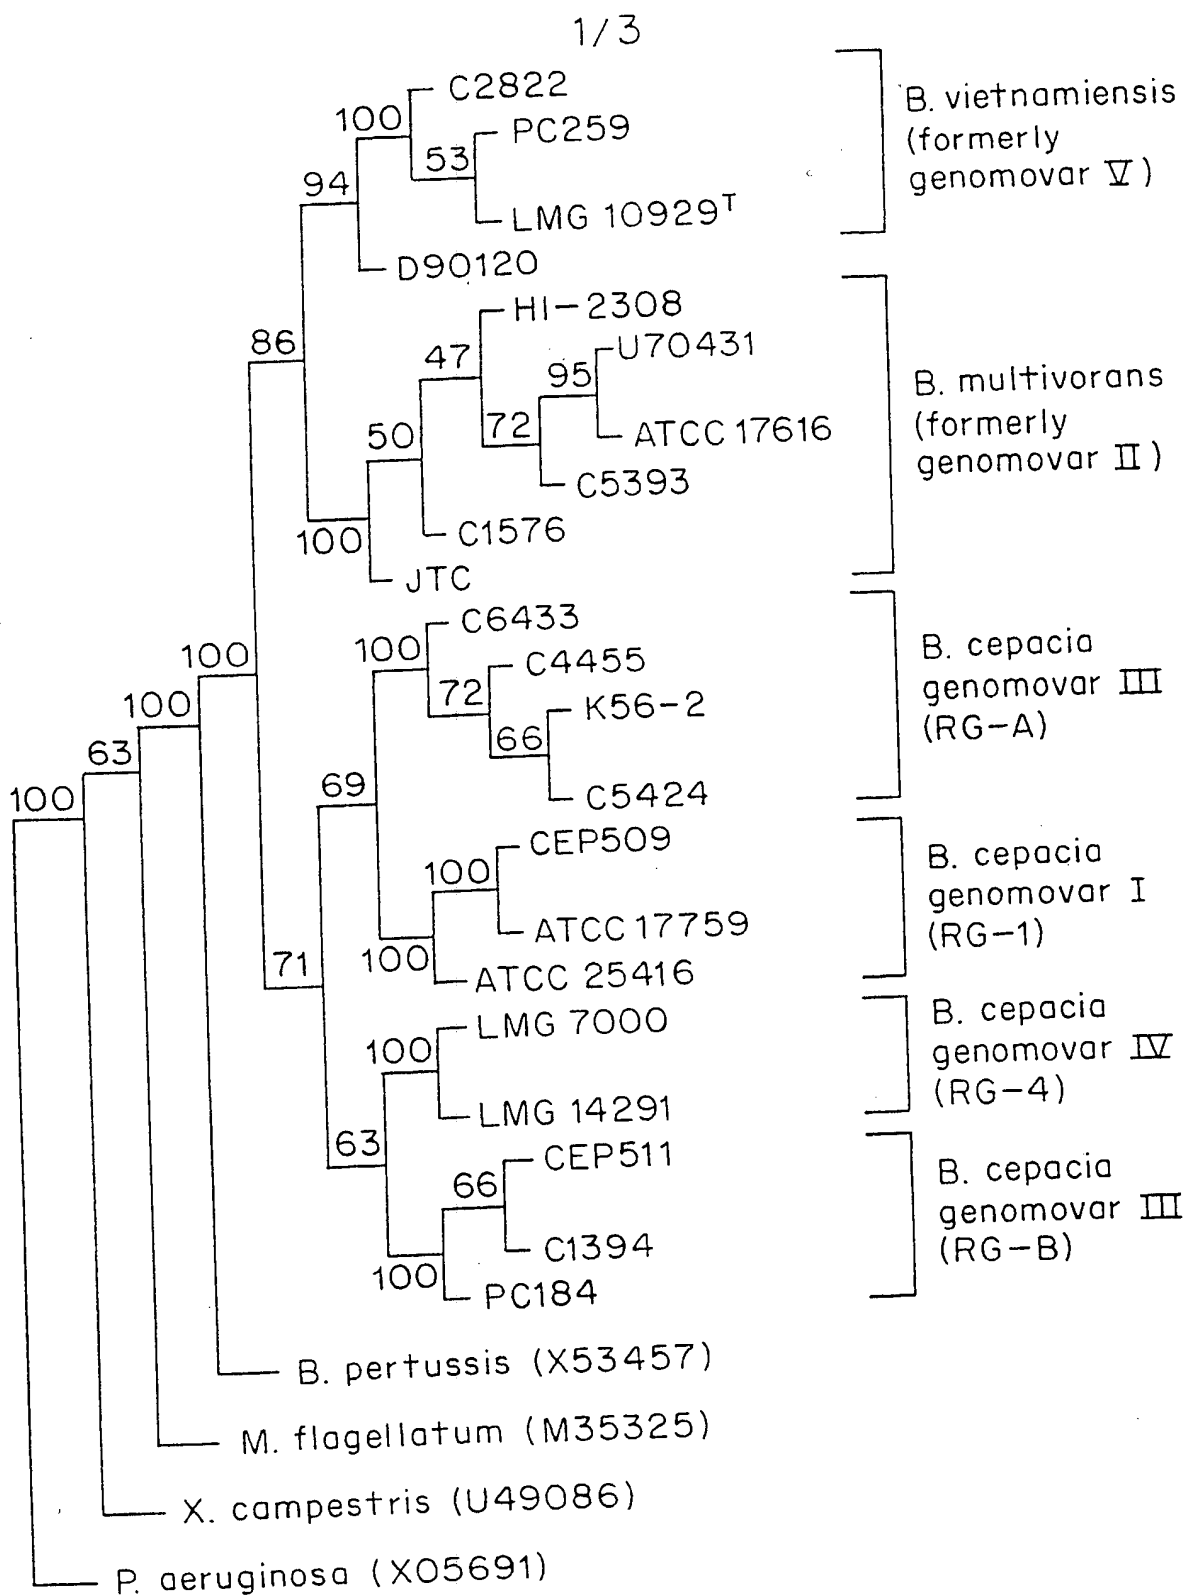 1/3
C2822
100
PC259
53
94
LMG 10929ᵀ
D90120
B. vietnamiensis
(formerly
genomovar V)
HI-2308
86
47
U70431
95
ATCC 17616
72
50
C5393
C1576
100
JTC
B. multivorans
(formerly
genomovar II)
C6433
100
100
C4455
72
K56-2
100
66
63
69
C5424
100
B. cepacia
genomovar III
(RG-A)
CEP509
100
ATCC 17759
100
71
ATCC 25416
B. cepacia
genomovar I
(RG-1)
LMG 7000
100
LMG 14291
63
B. cepacia
genomovar IV
(RG-4)
CEP511
66
C1394
100
PC184
B. cepacia
genomovar III
(RG-B)
B. pertussis (X53457)
M. flagellatum (M35325)
X. campestris (U49086)
P. aeruginosa (X05691)